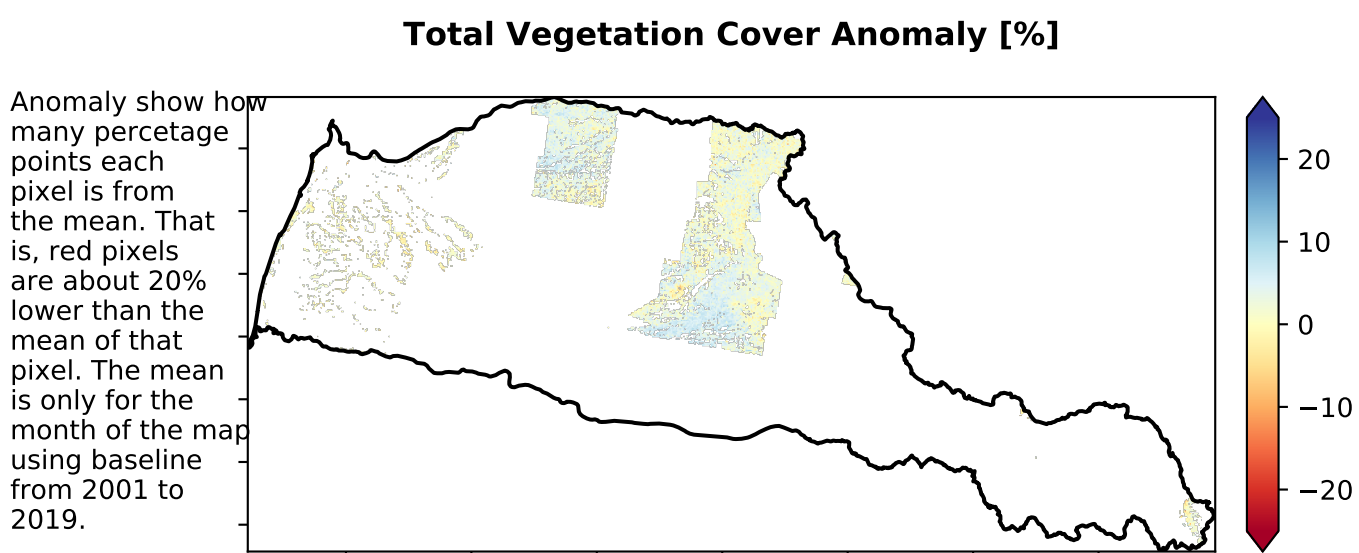 Total Vegetation Cover Anomaly [%]
Anomaly show how
many percetage
points each
pixel is from
the mean. That
is, red pixels
are about 20%
lower than the
mean of that
pixel. The mean
is only for the
month of the map
using baseline
from 2001 to
2019.
20
10
0
−10
−20